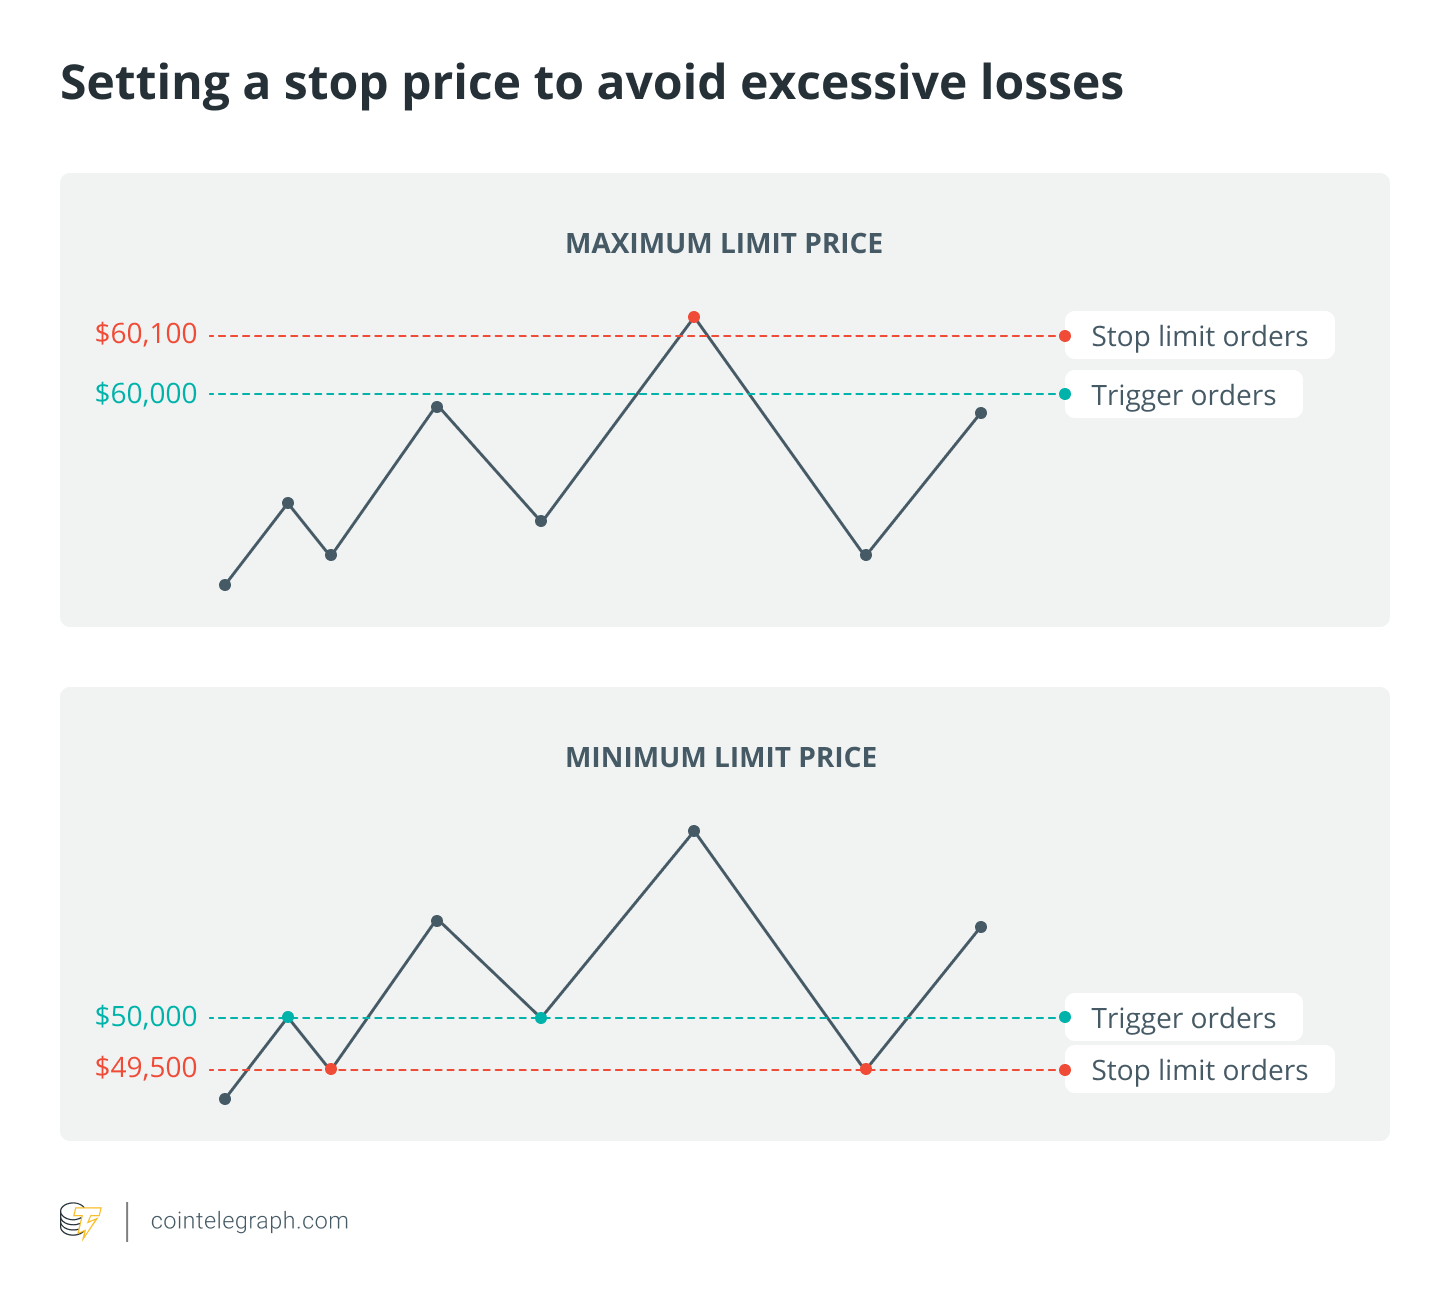 Setting a stop price to avoid excessive losses
MAXIMUM LIMIT PRICE
$60,100
Stop limit orders
$60,000
Trigger orders
MINIMUM LIMIT PRICE
$50,000
Trigger orders
$49,500
Stop limit orders
cointelegraph.com